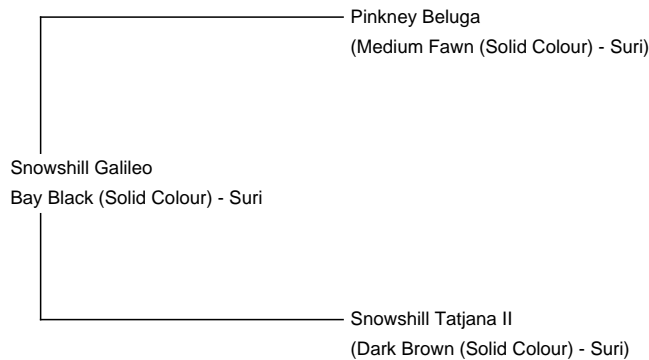 Pinkney Beluga
(Medium Fawn (Solid Colour) - Suri)
Snowshill Galileo
Bay Black (Solid Colour) - Suri
Snowshill Tatjana II
(Dark Brown (Solid Colour) - Suri)